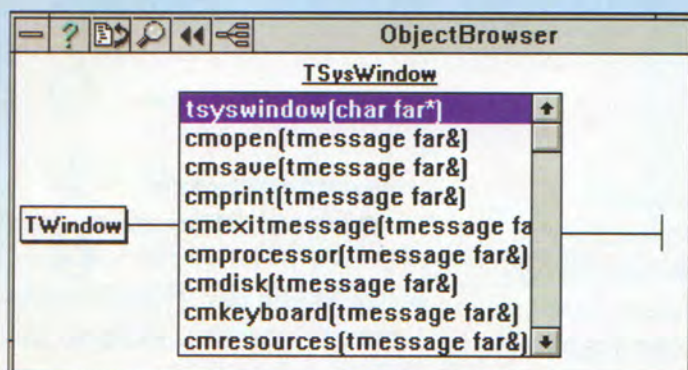 ObjectBrowser
TSysWindow
tsyswindow(char far*)
cmopen(tmessage far&)
cmsave(tmessage far&)
cmprint(tmessage far&)
TWindow
cmexitmessage(tmessage fa
cmprocessor(tmessage far&)
cmdisk(tmessage far&)
cmkeyboard(tmessage far&)
cmresources(tmessage far&)